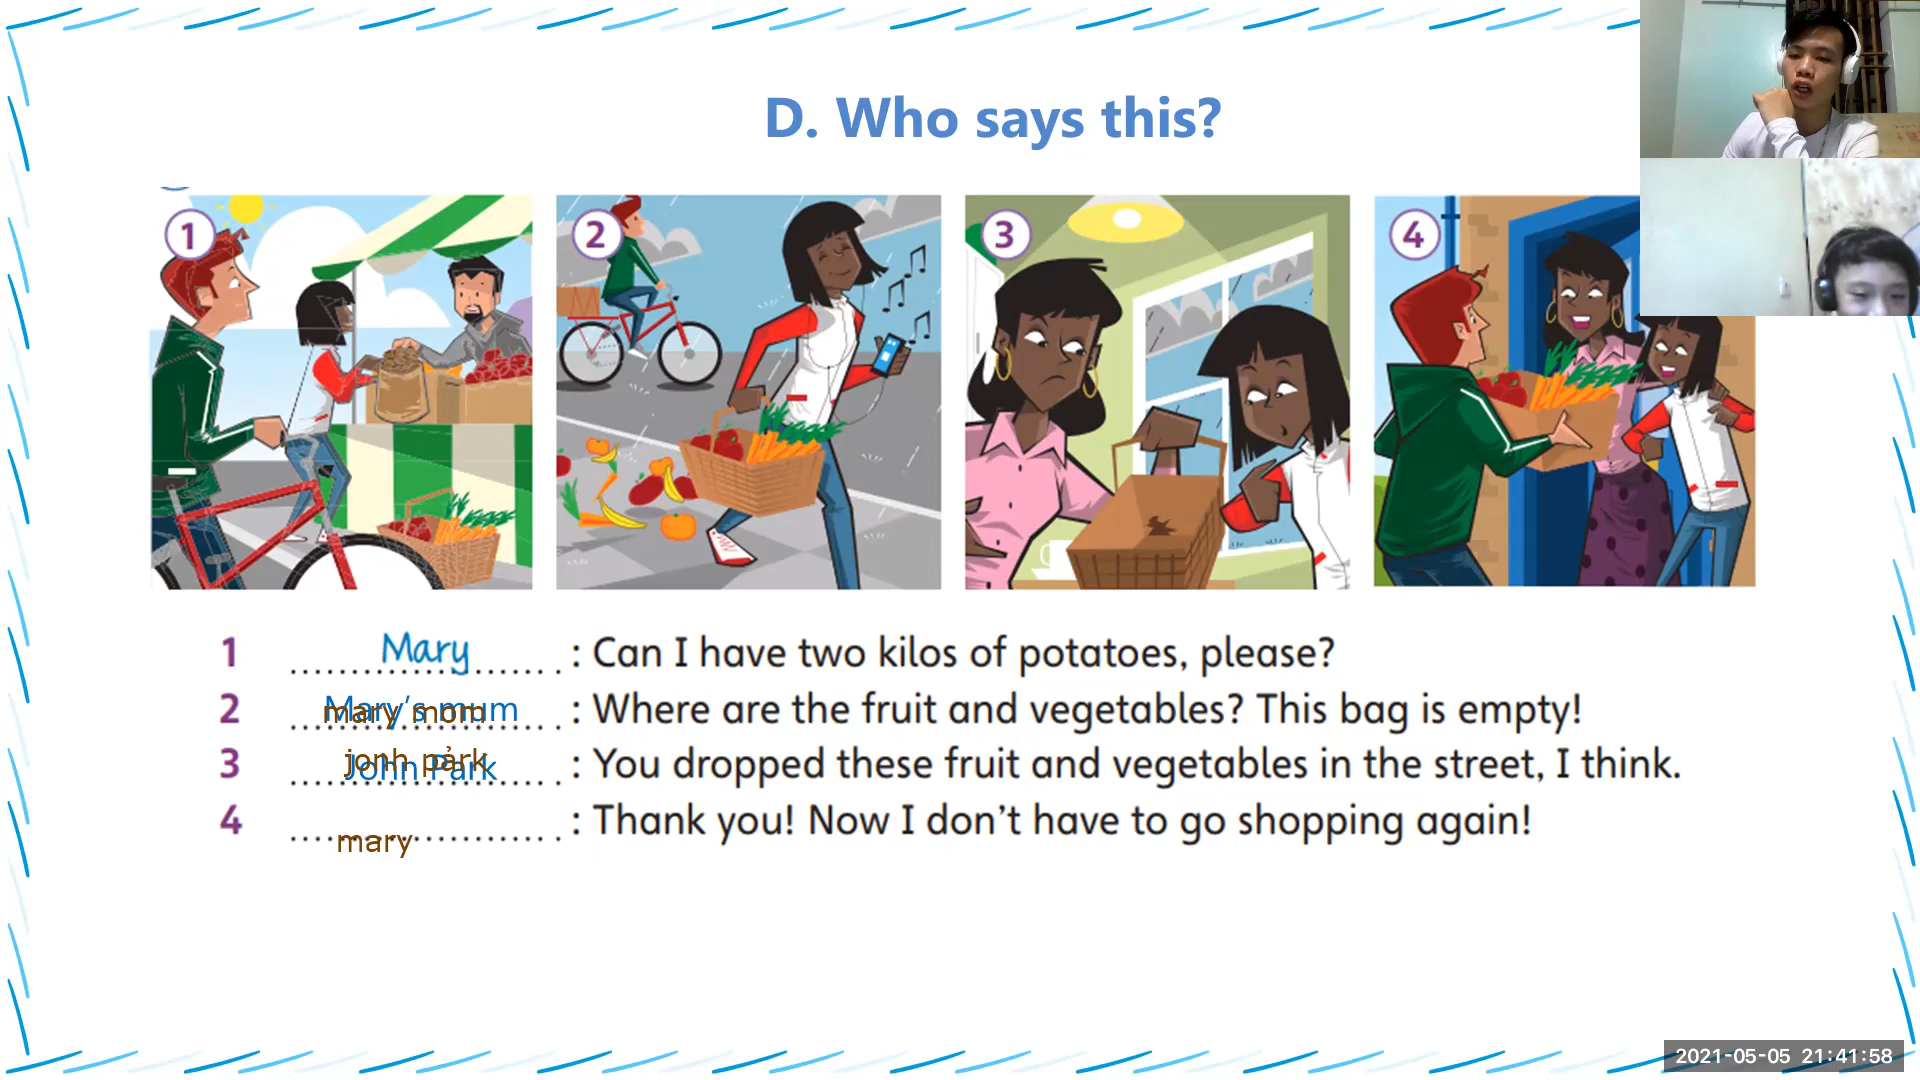 D. Who says this?
1
2
3
4
1 Mary : Can I have two kilos of potatoes, please?
2 Mary's mum mary mom : Where are the fruit and vegetables? This bag is empty!
3 John Park jonh pảrk : You dropped these fruit and vegetables in the street, I think.
4 mary : Thank you! Now I don't have to go shopping again!
2021-05-05 21:41:58